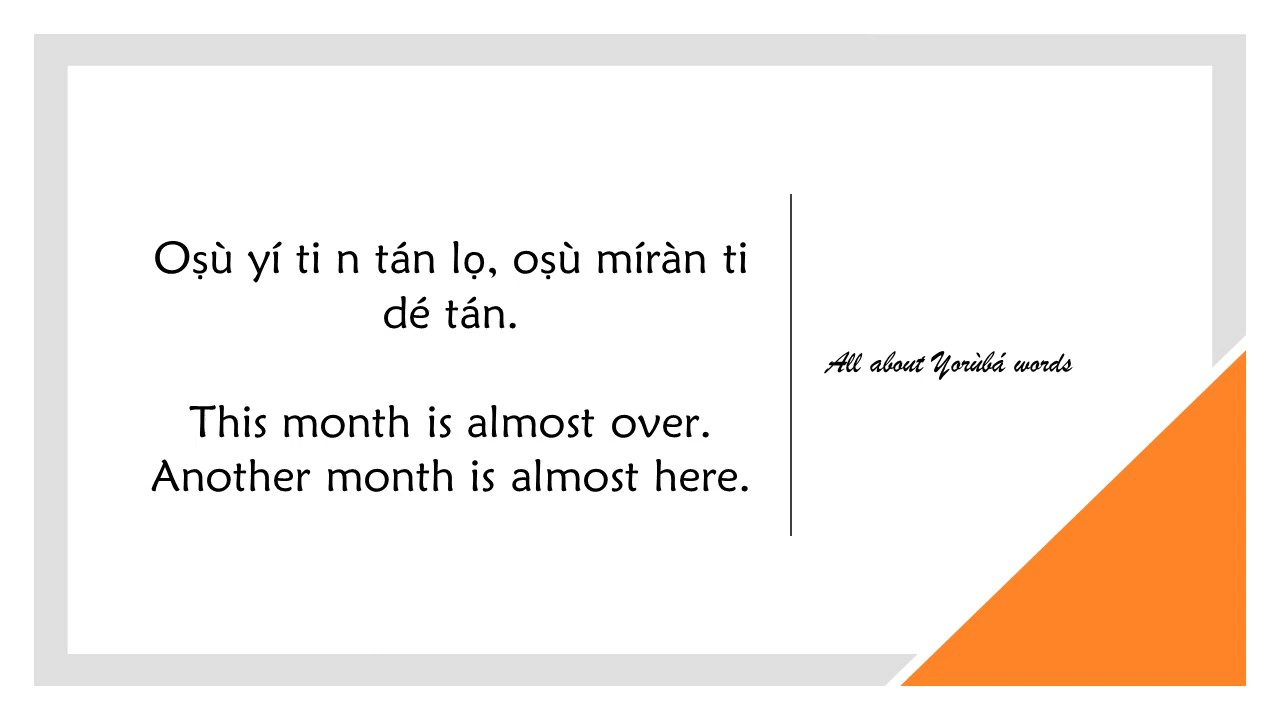 Oṣù yí ti n tán lọ, oṣù míràn ti
dé tán.
This month is almost over.
Another month is almost here.
All about Yorùbá words